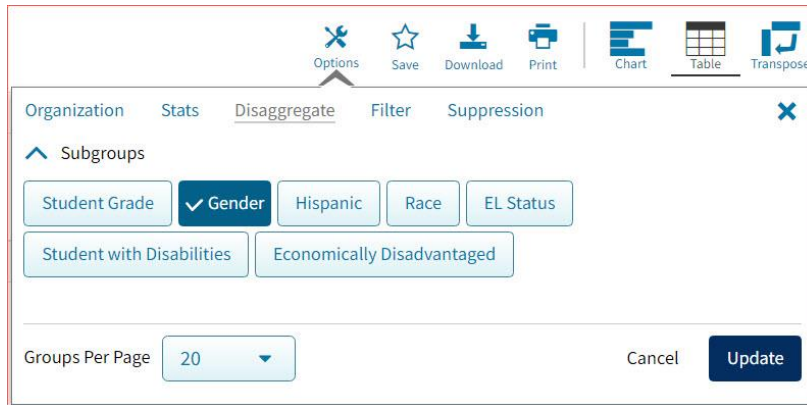 Options Save Download Print Chart Table Transpose
Organization Stats Disaggregate Filter Suppression
Subgroups
Student Grade Gender Hispanic Race EL Status
Student with Disabilities Economically Disadvantaged
Groups Per Page 20 Cancel Update